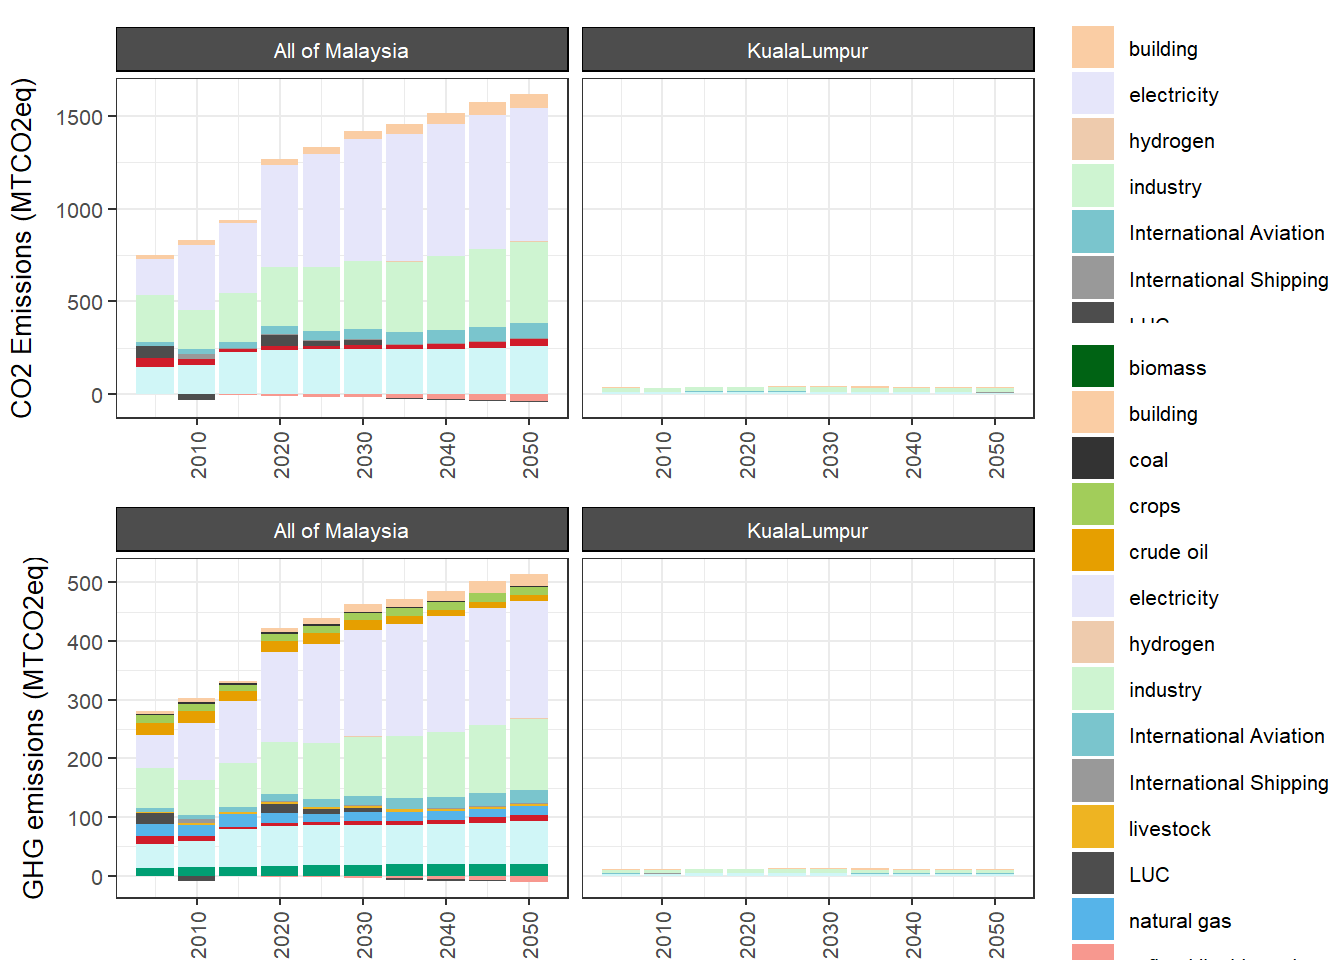 All of Malaysia
KualaLumpur
CO2 Emissions (MTCO2eq)
1500
1000
500
0
2010
2020
2030
2040
2050
2010
2020
2030
2040
2050
building
electricity
hydrogen
industry
International Aviation
International Shipping
LUC
All of Malaysia
KualaLumpur
GHG emissions (MTCO2eq)
500
400
300
200
100
0
2010
2020
2030
2040
2050
2010
2020
2030
2040
2050
biomass
building
coal
crops
crude oil
electricity
hydrogen
industry
International Aviation
International Shipping
livestock
LUC
natural gas